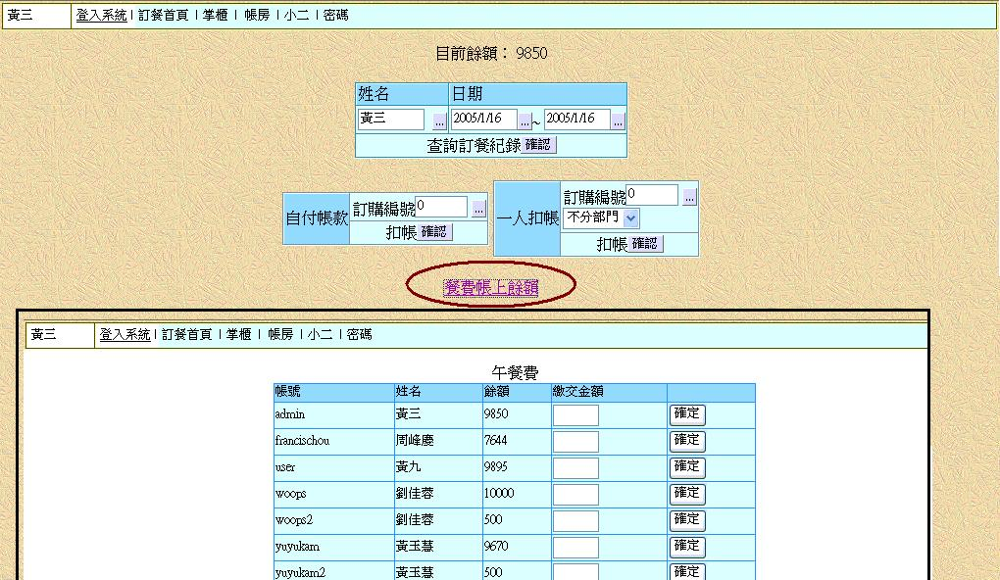 黃三 登入系統 | 訂餐首頁 | 掌櫃 | 帳房 | 小二 | 密碼
目前餘額： 9850
姓名 日期
黃三 ... 2005/1/16 ... ~ 2005/1/16 ...
查詢訂餐紀錄 確認
自付帳款 訂購編號 0 ...
扣帳 確認
一人扣帳 訂購編號 0 ...
不分部門
扣帳 確認
餐費帳上餘額
黃三 登入系統 | 訂餐首頁 | 掌櫃 | 帳房 | 小二 | 密碼
午餐費
帳號 姓名 餘額 繳交金額
admin 黃三 9850 確定
francischou 周峰慶 7644 確定
user 黃九 9895 確定
woops 劉佳蓉 10000 確定
woops2 劉佳蓉 500 確定
yuyukam 黃玉慧 9670 確定
yuyukam2 黃玉慧 500 確定